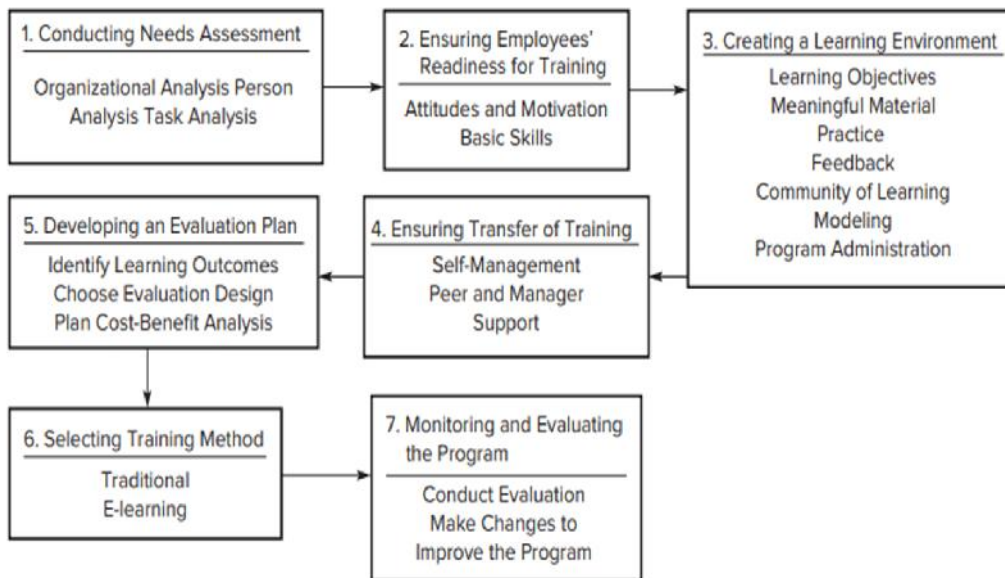 1. Conducting Needs Assessment
Organizational Analysis Person
Analysis Task Analysis
2. Ensuring Employees'
Readiness for Training
Attitudes and Motivation
Basic Skills
3. Creating a Learning Environment
Learning Objectives
Meaningful Material
Practice
Feedback
Community of Learning
Modeling
Program Administration
4. Ensuring Transfer of Training
Self-Management
Peer and Manager
Support
5. Developing an Evaluation Plan
Identify Learning Outcomes
Choose Evaluation Design
Plan Cost-Benefit Analysis
6. Selecting Training Method
Traditional
E-learning
7. Monitoring and Evaluating
the Program
Conduct Evaluation
Make Changes to
Improve the Program